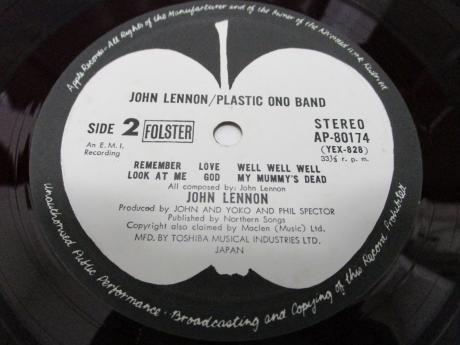 Apple Records - All Rights of the Manufacturer and of the Owner of the Recorded Work Reserved
JOHN LENNON/PLASTIC ONO BAND
SIDE 2 FOLSTER STEREO
AP-80174
An E.M.I. (YEX-828)
Recording 33⅓ r. p. m.
REMEMBER LOVE WELL WELL WELL
LOOK AT ME GOD MY MUMMY'S DEAD
All composed by: John Lennon
JOHN LENNON
Produced by JOHN AND YOKO AND PHIL SPECTOR
Published by Northern Songs
Copyright also claimed by Maclen (Music) Ltd.
MFD. BY TOSHIBA MUSICAL INDUSTRIES LTD.
JAPAN
Unauthorised Public Performance - Broadcasting and Copying of this Record Prohibited